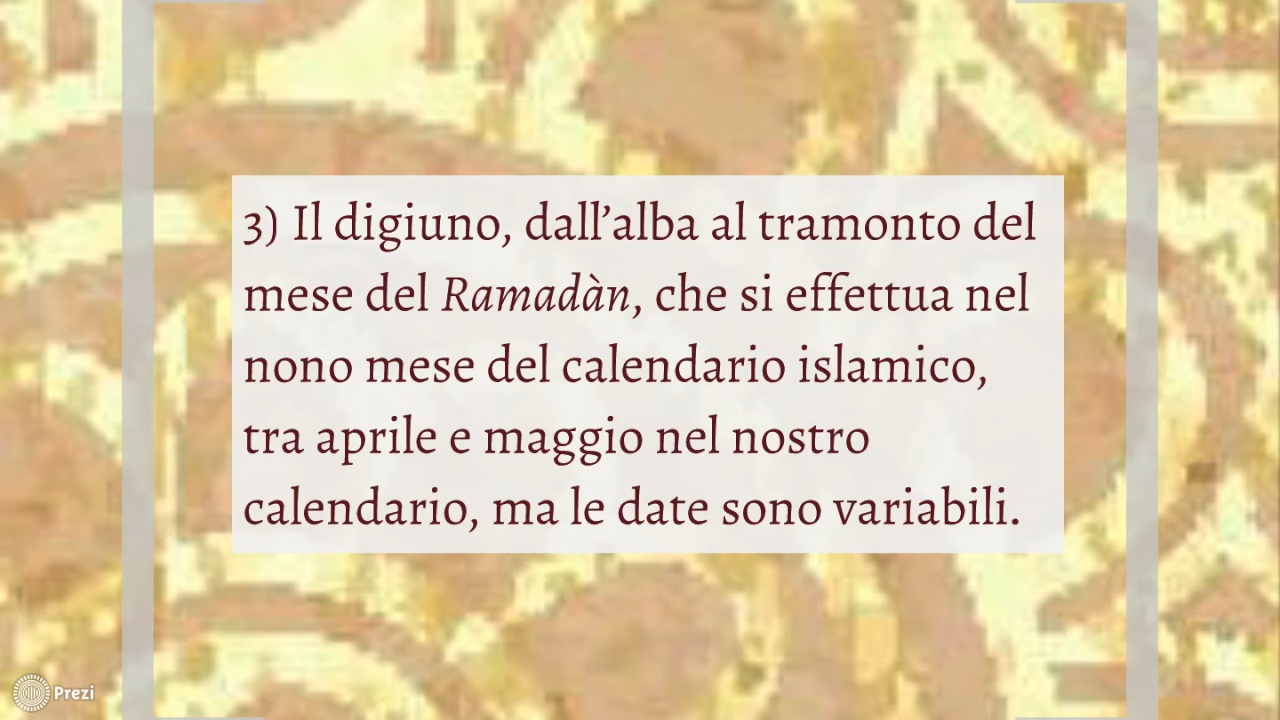 3) Il digiuno, dall’alba al tramonto del
mese del Ramadàn, che si effettua nel
nono mese del calendario islamico,
tra aprile e maggio nel nostro
calendario, ma le date sono variabili.
Prezi